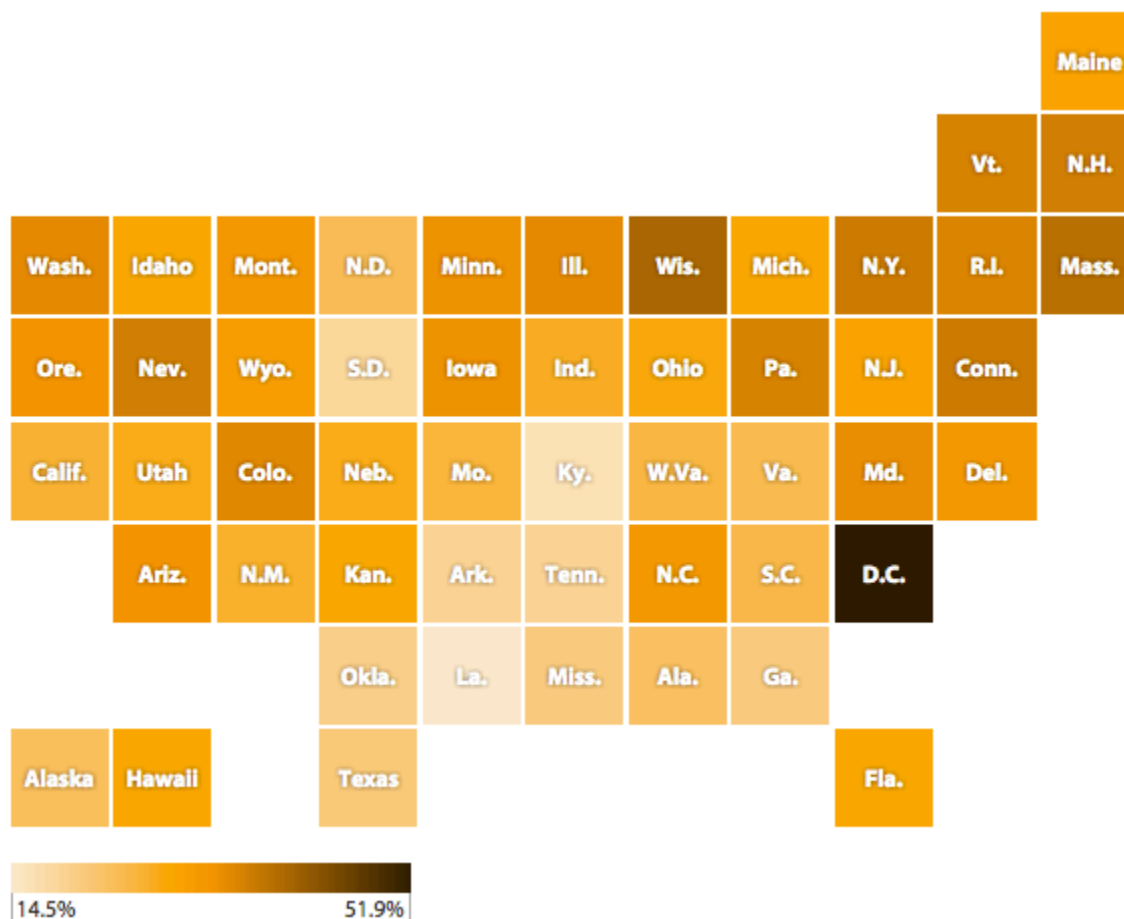 Maine
Vt. N.H.
Wash. Idaho Mont. N.D. Minn. Ill. Wis. Mich. N.Y. R.I. Mass.
Ore. Nev. Wyo. S.D. Iowa Ind. Ohio Pa. N.J. Conn.
Calif. Utah Colo. Neb. Mo. Ky. W.Va. Va. Md. Del.
Ariz. N.M. Kan. Ark. Tenn. N.C. S.C. D.C.
Okla. La. Miss. Ala. Ga.
Alaska Hawaii Texas Fla.
14.5% 51.9%